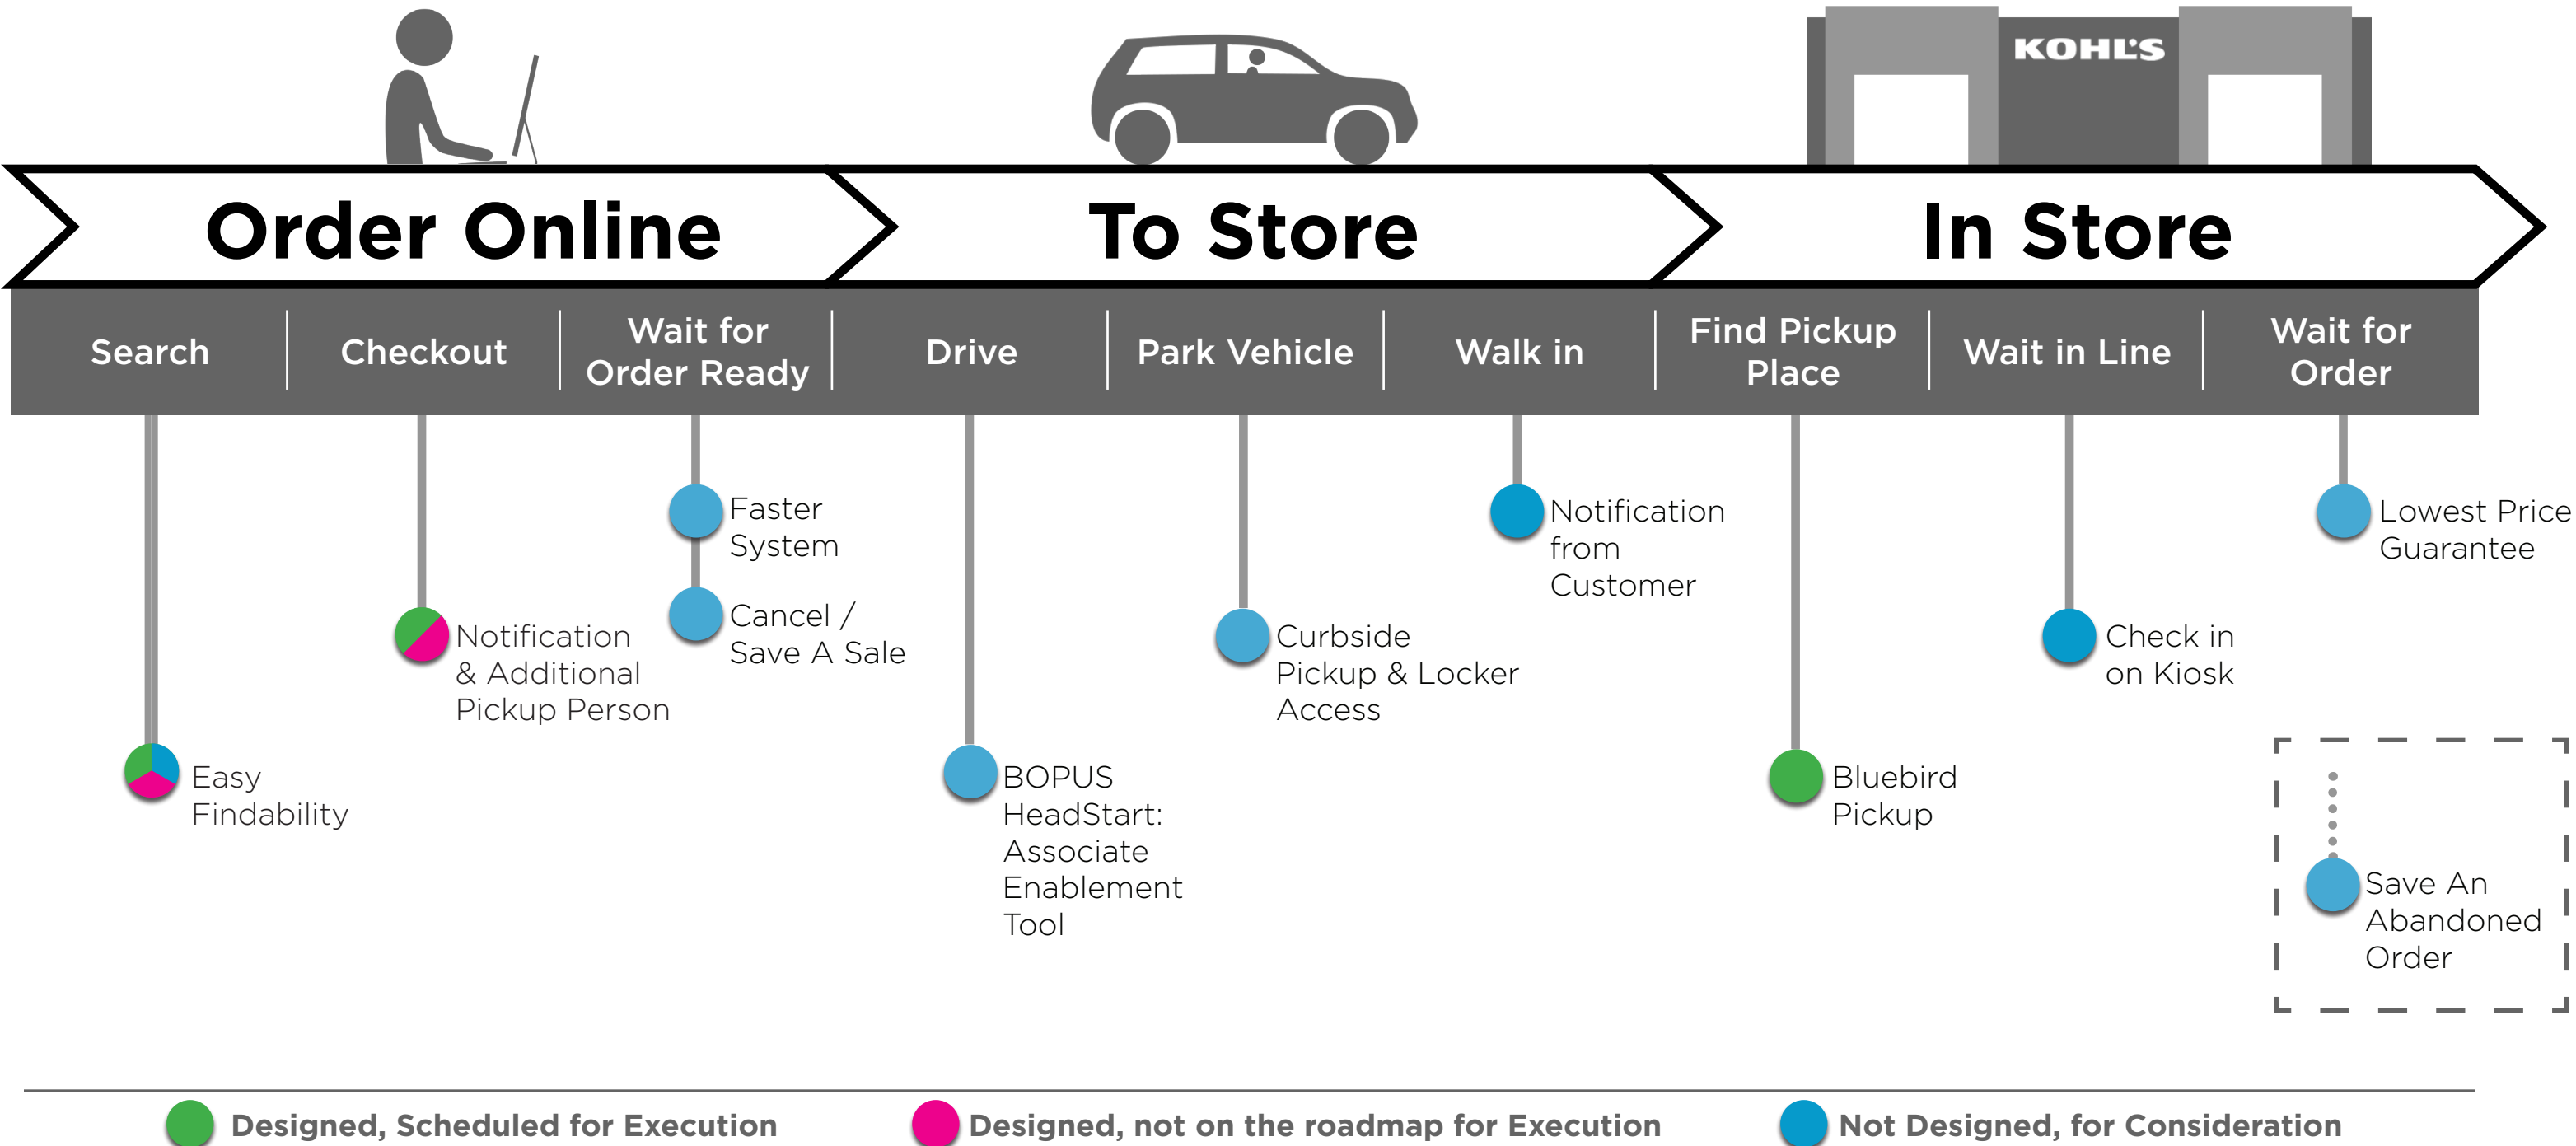 KOHL'S
Order Online
To Store
In Store
Search
Checkout
Wait for
Order Ready
Drive
Park Vehicle
Walk in
Find Pickup
Place
Wait in Line
Wait for
Order
Easy
Findability
Notification
& Additional
Pickup Person
Faster
System
Cancel /
Save A Sale
BOPUS
HeadStart:
Associate
Enablement
Tool
Curbside
Pickup & Locker
Access
Notification
from
Customer
Bluebird
Pickup
Check in
on Kiosk
Lowest Price
Guarantee
Save An
Abandoned
Order
Designed, Scheduled for Execution
Designed, not on the roadmap for Execution
Not Designed, for Consideration